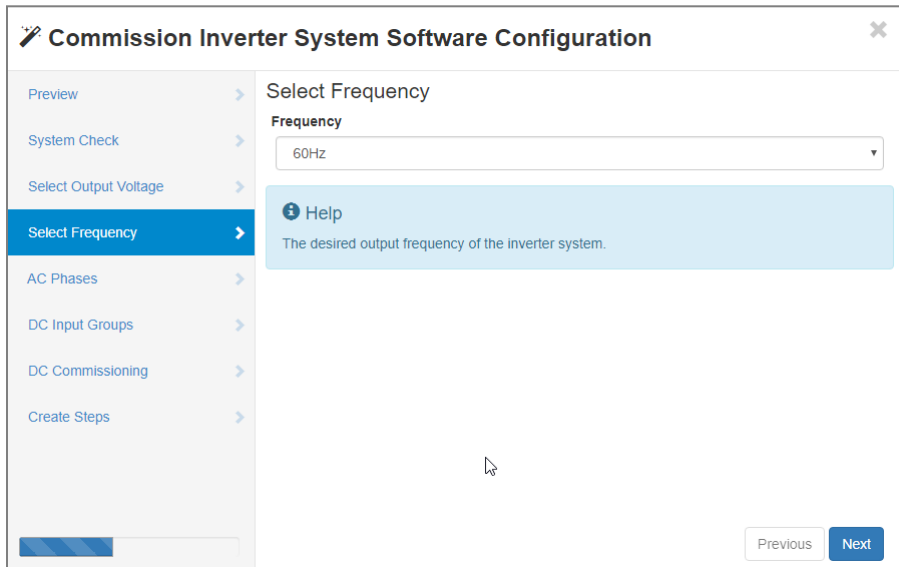 Commission Inverter System Software Configuration
Preview
System Check
Select Output Voltage
Select Frequency
AC Phases
DC Input Groups
DC Commissioning
Create Steps
Select Frequency
Frequency
60Hz
Help
The desired output frequency of the inverter system.
Previous
Next